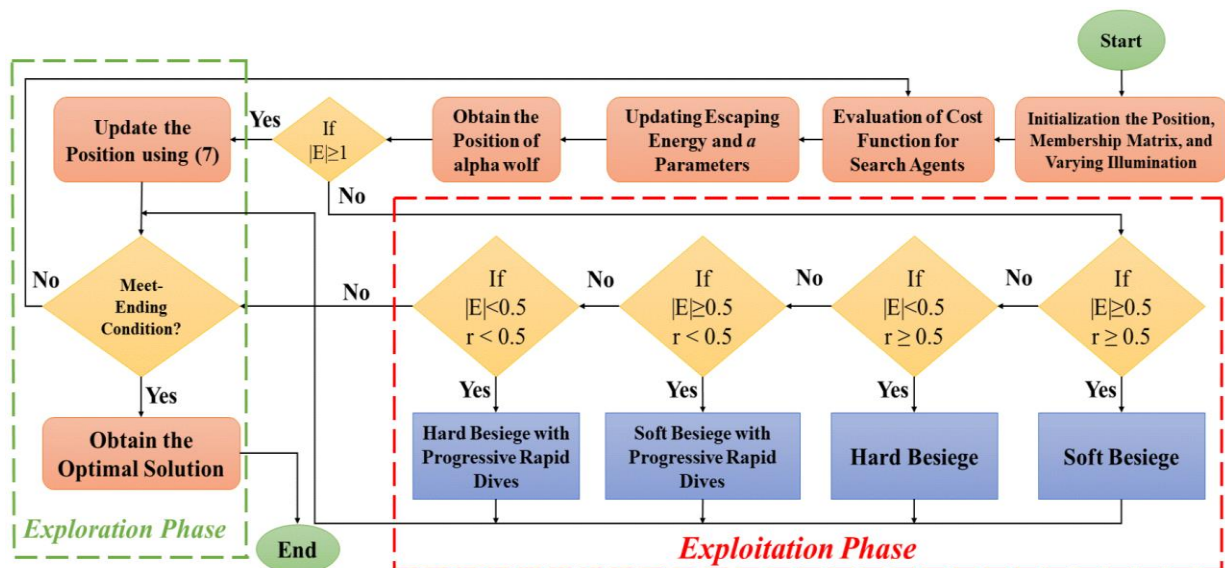 Start
Initialization the Position,
Membership Matrix, and
Varying Illumination
Evaluation of Cost
Function for
Search Agents
Updating Escaping
Energy and a
Parameters
Obtain the
Position of
alpha wolf
If
|E|≥1
Yes
No
Update the
Position using (7)
If
|E|≥0.5
r ≥ 0.5
No
Yes
Soft Besiege
If
|E|<0.5
r ≥ 0.5
No
Yes
Hard Besiege
If
|E|≥0.5
r < 0.5
No
Yes
Soft Besiege with
Progressive Rapid
Dives
If
|E|<0.5
r < 0.5
No
Yes
Hard Besiege with
Progressive Rapid
Dives
Meet-
Ending
Condition?
No
Yes
Obtain the
Optimal Solution
End
Exploration Phase
Exploitation Phase